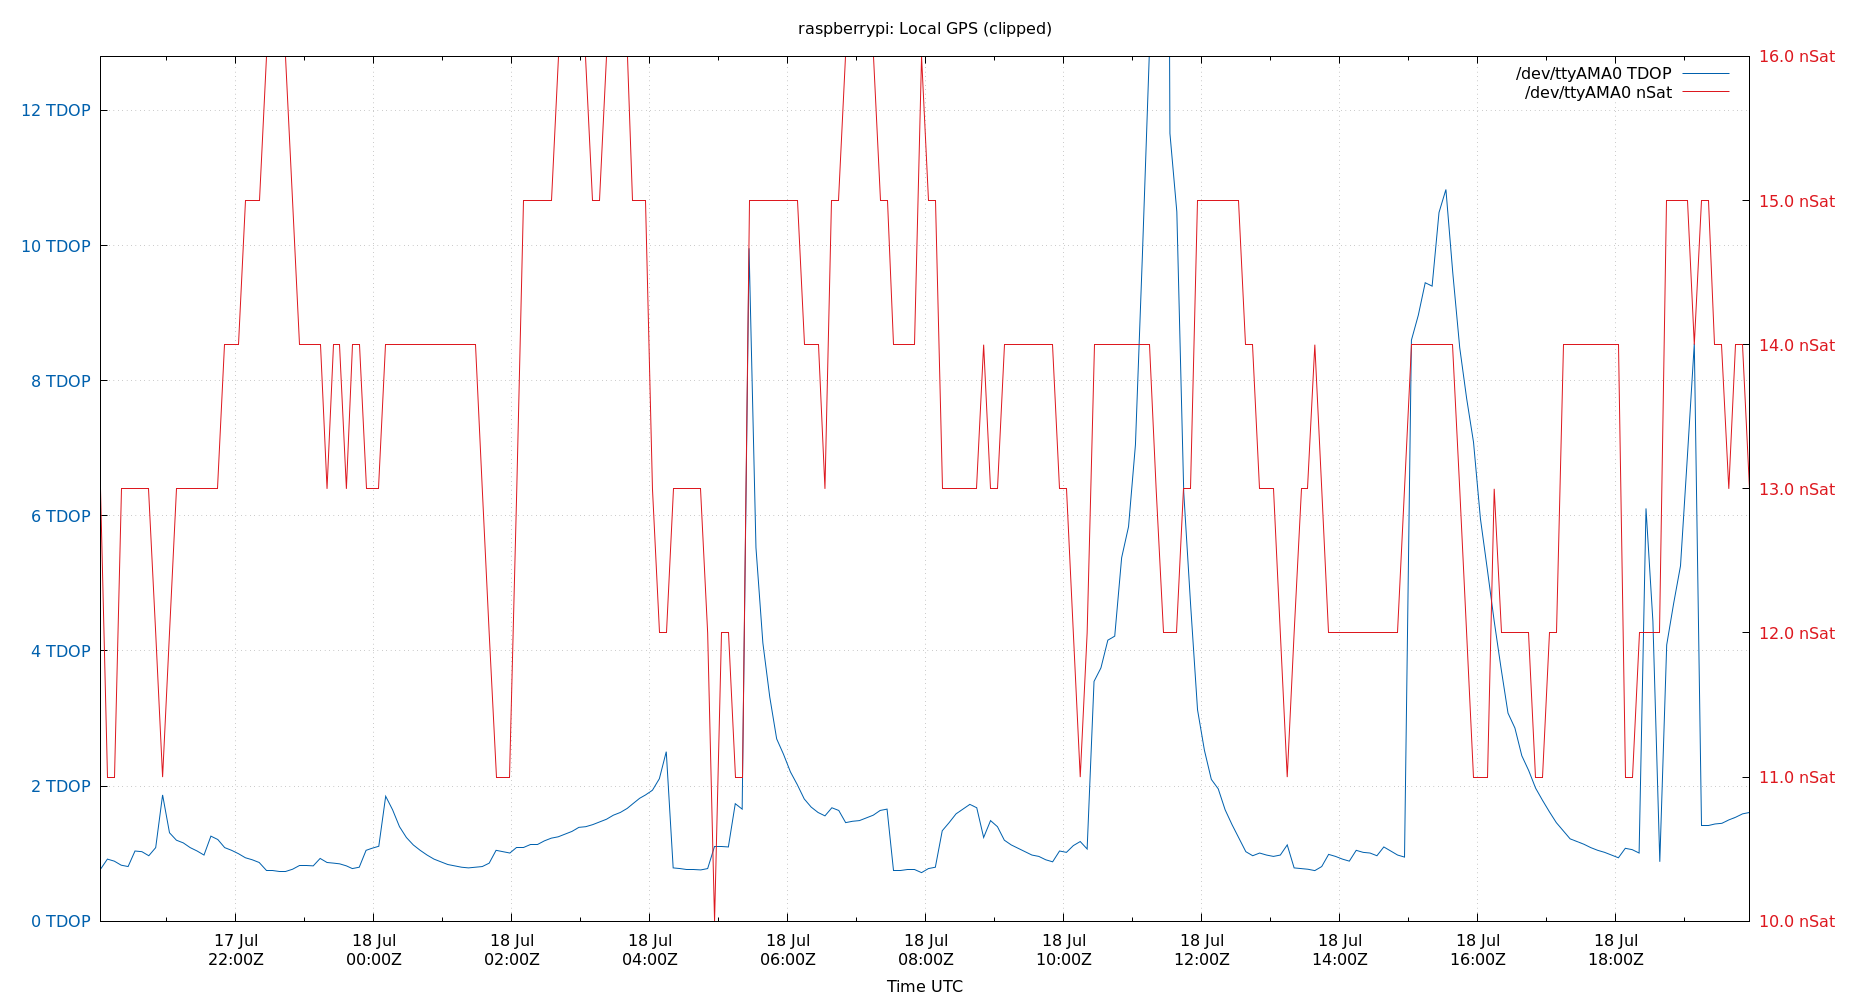 raspberrypi: Local GPS (clipped)
/dev/ttyAMA0 TDOP
/dev/ttyAMA0 nSat
12 TDOP
10 TDOP
8 TDOP
6 TDOP
4 TDOP
2 TDOP
0 TDOP
16.0 nSat
15.0 nSat
14.0 nSat
13.0 nSat
12.0 nSat
11.0 nSat
10.0 nSat
17 Jul
22:00Z
18 Jul
00:00Z
18 Jul
02:00Z
18 Jul
04:00Z
18 Jul
06:00Z
18 Jul
08:00Z
18 Jul
10:00Z
18 Jul
12:00Z
18 Jul
14:00Z
18 Jul
16:00Z
18 Jul
18:00Z
Time UTC